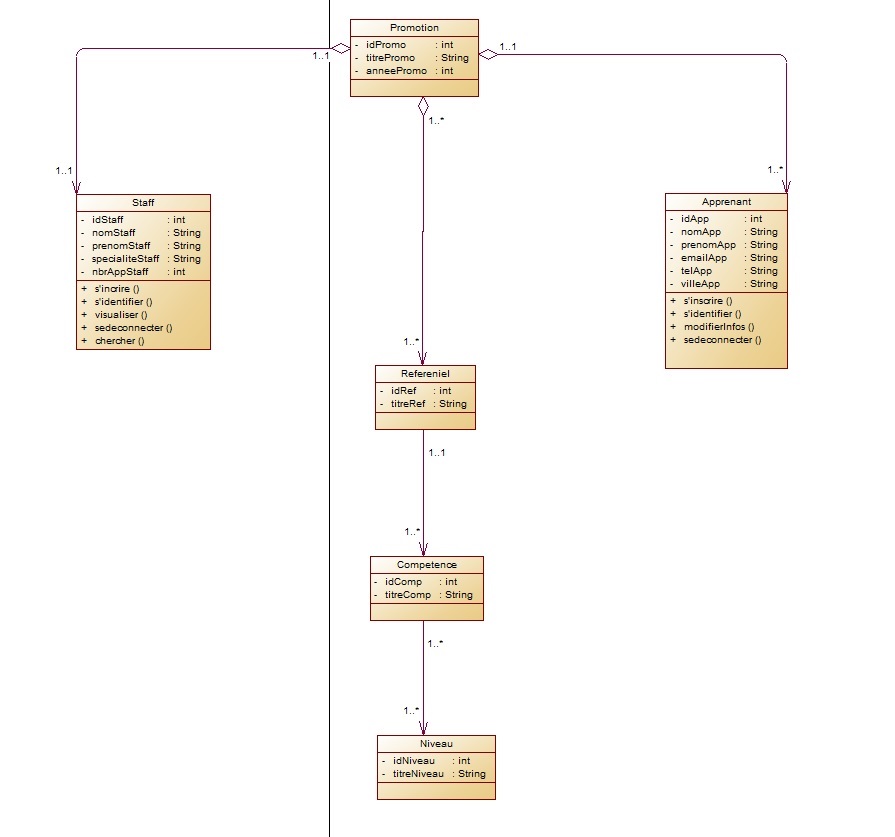 Promotion
- idPromo : int
- titrePromo : String
- anneePromo : int
1..1
1..1
1..*
1..1
1..*
Staff
- idStaff : int
- nomStaff : String
- prenomStaff : String
- specialiteStaff : String
- nbrAppStaff : int
+ s'incrire ()
+ s'identifier ()
+ visualiser ()
+ sedeconnecter ()
+ chercher ()
Apprenant
- idApp : int
- nomApp : String
- prenomApp : String
- emailApp : String
- telApp : String
- villeApp : String
+ s'inscrire ()
+ s'identifier ()
+ modifierInfos ()
+ sedeconnecter ()
1..*
Refereniel
- idRef : int
- titreRef : String
1..1
1..*
Competence
- idComp : int
- titreComp : String
1..*
1..*
Niveau
- idNiveau : int
- titreNiveau : String